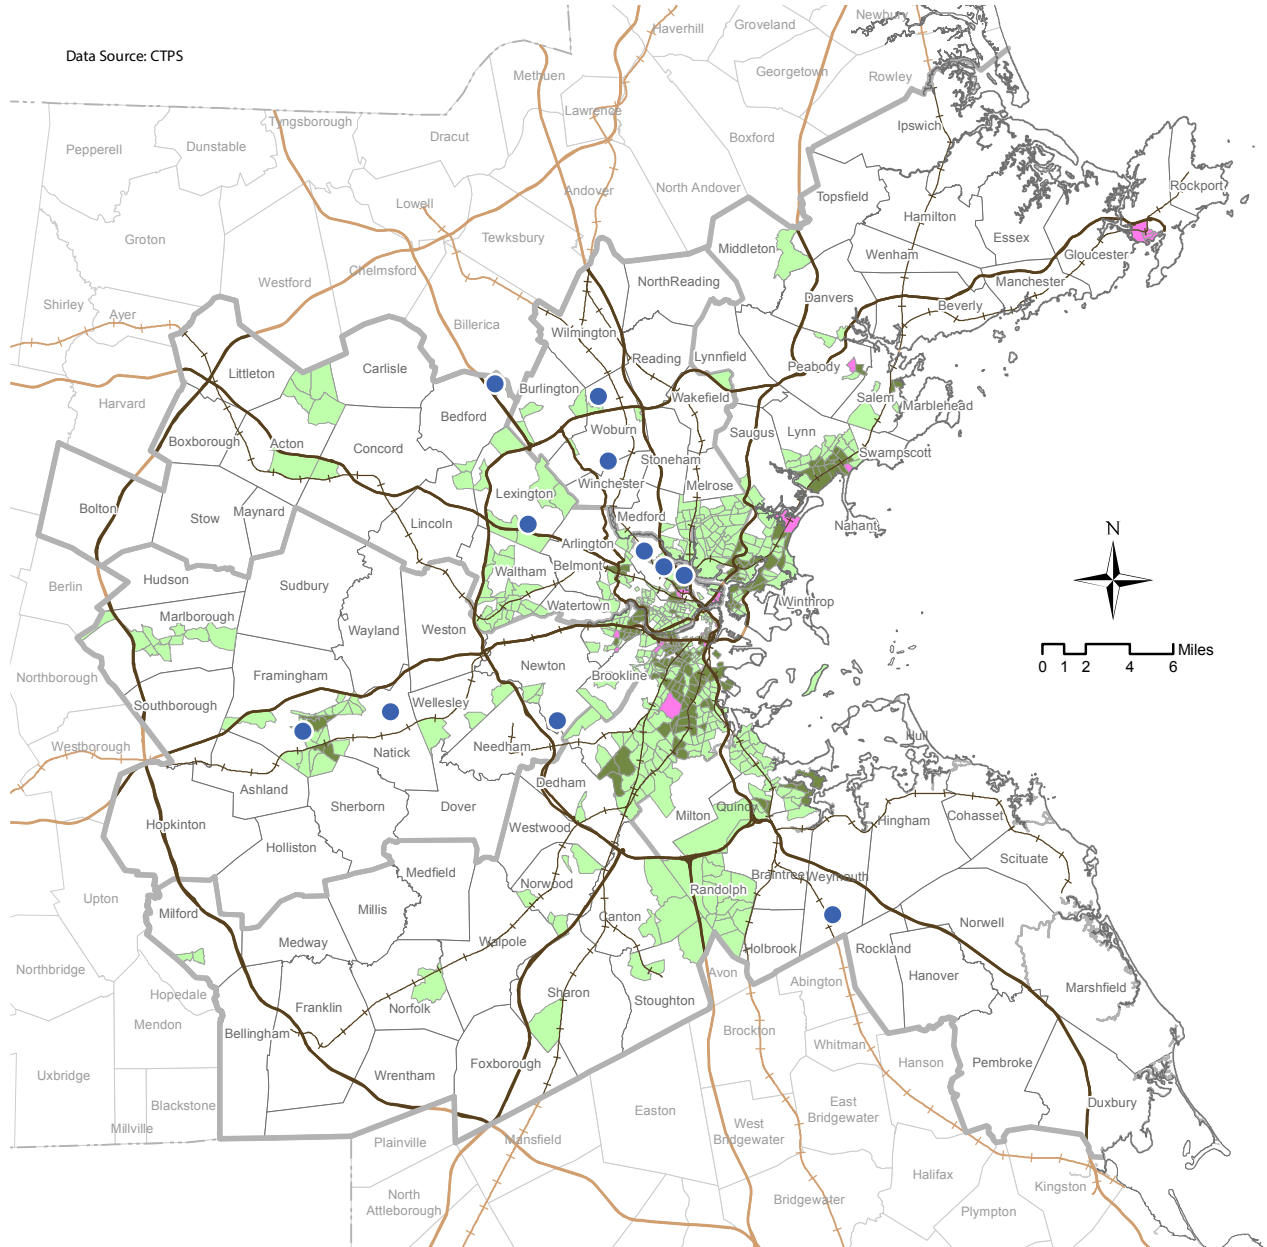 Newbury
Haverhill
Groveland
Data Source: CTPS
Methuen
Georgetown
Rowley
Lawrence
Tyngsborough
Ipswich
Dracut
Boxford
Pepperell
Dunstable
Andover
North Andover
Rockport
Topsfield
Lowell
Hamilton
Groton
Tewksbury
Essex
Middleton
Wenham
Gloucester
Chelmsford
Westford
NorthReading
Manchester
Danvers
Shirley
Beverly
Ayer
Billerica
Wilmington
Reading
Lynnfield
Peabody
Carlisle
Littleton
Burlington
Wakefield
Harvard
Salem
Marblehead
Bedford
Woburn
Saugus
Lynn
Boxborough
Acton
Concord
Swampscott
Stoneham
Winchester
Melrose
Lexington
Bolton
Maynard
Stow
Lincoln
Medford
Nahant
N
Arlington
Belmont
Waltham
Hudson
Sudbury
Berlin
Winthrop
Watertown
Marlborough
Wayland
Weston
Miles
0 1 2 4 6
Newton
Northborough
Framingham
Brookline
Wellesley
Southborough
Hull
Westborough
Natick
Needham
Dedham
Ashland
Sherborn
Dover
Quincy
Milton
Cohasset
Hingham
Hopkinton
Westwood
Holliston
Scituate
Medfield
Braintree
Weymouth
Norwood
Randolph
Upton
Millis
Milford
Canton
Norwell
Medway
Walpole
Holbrook
Rockland
Northbridge
Avon
Hanover
Abington
Hopedale
Sharon
Stoughton
Marshfield
Franklin
Norfolk
Mendon
Bellingham
Brockton
Whitman
Foxborough
Hanson
Pembroke
Uxbridge
Wrentham
Blackstone
Easton
East
Bridgewater
Duxbury
Millville
West
Bridgewater
Plainville
Mansfield
Halifax
Kingston
North
Attleborough
Bridgewater
Plympton